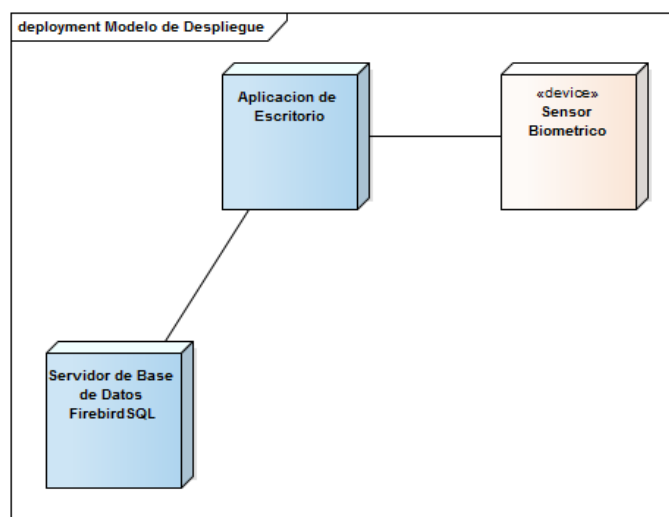 deployment Modelo de Despliegue
Aplicacion de
Escritorio
«device»
Sensor
Biometrico
Servidor de Base
de Datos
FirebirdSQL